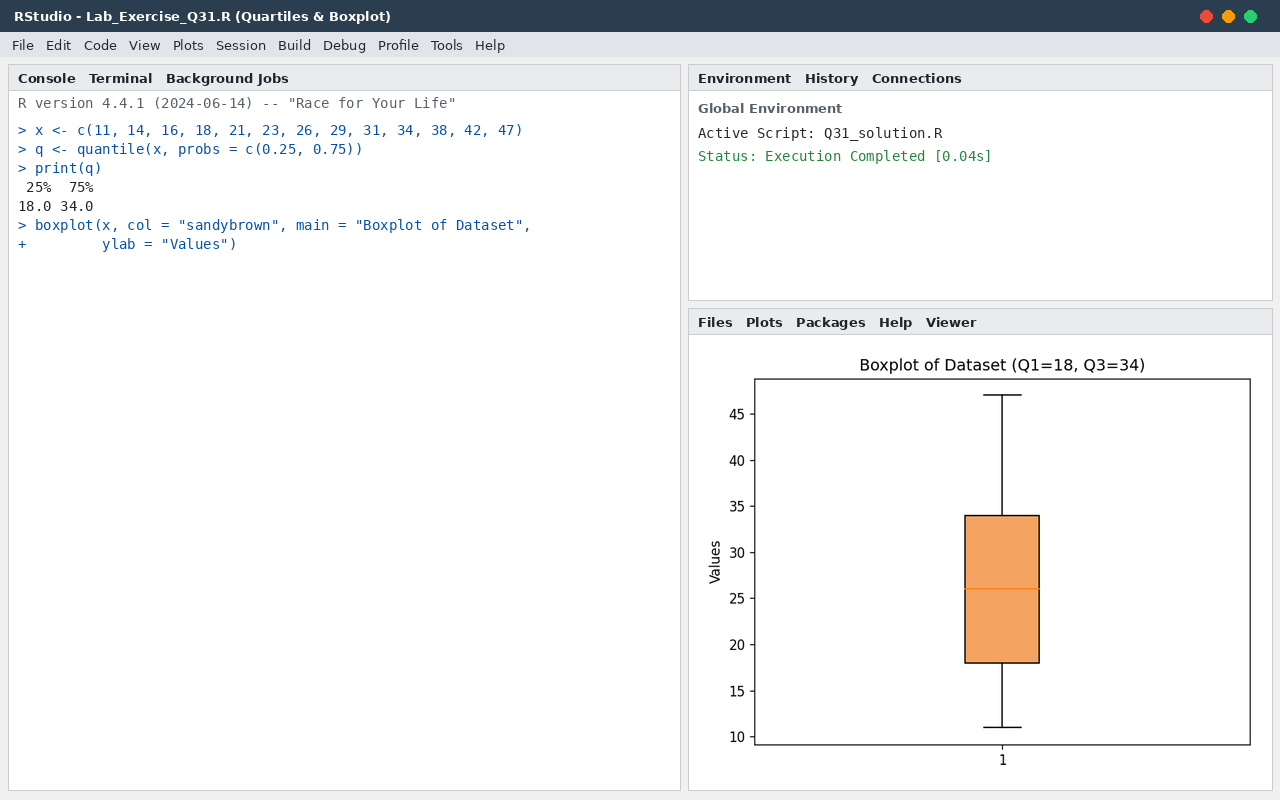 RStudio - Lab_Exercise_Q31.R (Quartiles & Boxplot)
File Edit Code View Plots Session Build Debug Profile Tools Help
Console Terminal Background Jobs
R version 4.4.1 (2024-06-14) -- "Race for Your Life"
> x <- c(11, 14, 16, 18, 21, 23, 26, 29, 31, 34, 38, 42, 47)
> q <- quantile(x, probs = c(0.25, 0.75))
> print(q)
 25%  75%
18.0 34.0
> boxplot(x, col = "sandybrown", main = "Boxplot of Dataset",
+         ylab = "Values")
Environment History Connections
Global Environment
Active Script: Q31_solution.R
Status: Execution Completed [0.04s]
Files Plots Packages Help Viewer
Boxplot of Dataset (Q1=18, Q3=34)
45
40
35
30
25
20
15
10
Values
1